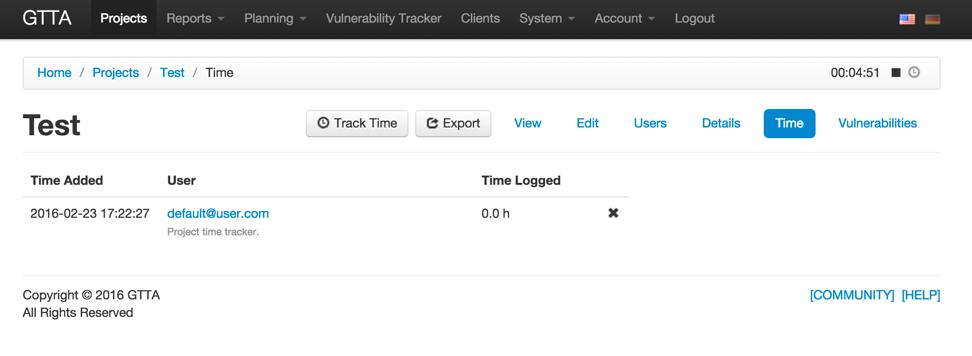 GTTA Projects Reports Planning Vulnerability Tracker Clients System Account Logout
Home / Projects / Test / Time 00:04:51
Test Track Time Export View Edit Users Details Time Vulnerabilities
Time Added User Time Logged
2016-02-23 17:22:27 default@user.com 0.0 h
Project time tracker.
Copyright © 2016 GTTA [COMMUNITY] [HELP]
All Rights Reserved